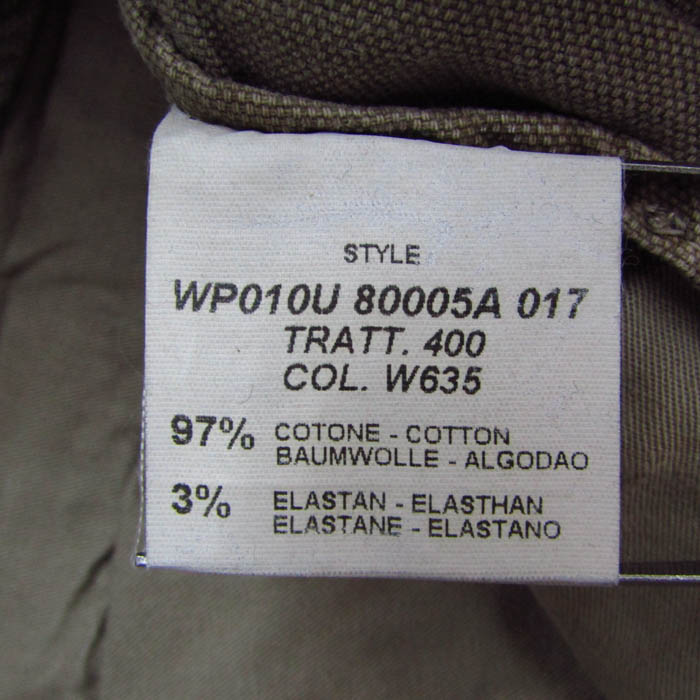 STYLE
WP010U 80005A 017
TRATT. 400
COL. W635
97% COTONE - COTTON
BAUMWOLLE - ALGODAO
3% ELASTAN - ELASTHAN
ELASTANE - ELASTANO